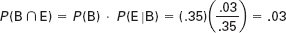 P(B ∩ E) = P(B) · P(E|B) = (.35)(.03/.35) = .03